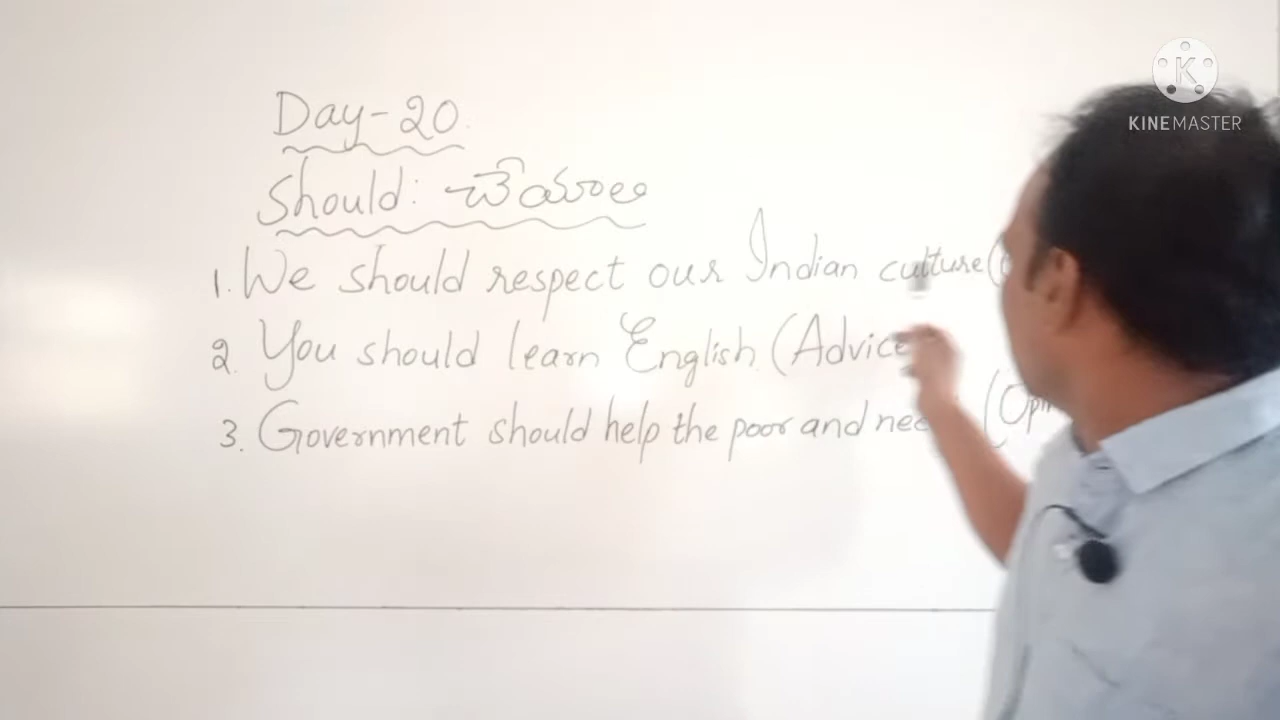 Day-20.
Should: చేయాలి
1. We should respect our Indian culture (
2. You should learn English (Advice
3. Government should help the poor and nee (Opin
KINEMASTER